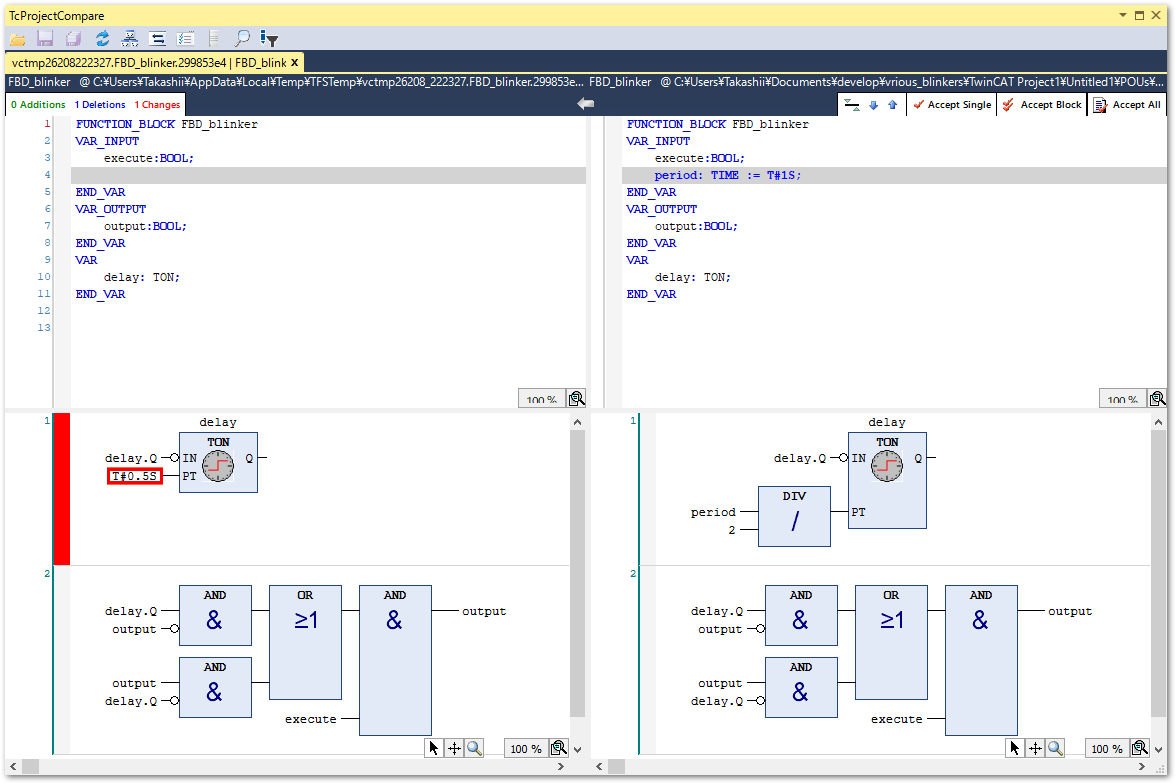 TcProjectCompare
vctmp26208222327.FBD_blinker.299853e4 | FBD_blink x
FBD_blinker @ C:¥Users¥Takashii¥AppData¥Local¥Temp¥TFSTemp¥vctmp26208_222327.FBD_blinker.299853e...
FBD_blinker @ C:¥Users¥Takashii¥Documents¥develop¥vrious_blinkers¥TwinCAT Project1¥Untitled1¥POUs¥...
0 Additions 1 Deletions 1 Changes
Accept Single Accept Block Accept All
1 FUNCTION_BLOCK FBD_blinker
2 VAR_INPUT
3 execute:BOOL;
4
5 END_VAR
6 VAR_OUTPUT
7 output:BOOL;
8 END_VAR
9 VAR
10 delay: TON;
11 END_VAR
12
13
100 %
FUNCTION_BLOCK FBD_blinker
VAR_INPUT
execute:BOOL;
period: TIME := T#1S;
END_VAR
VAR_OUTPUT
output:BOOL;
END_VAR
VAR
delay: TON;
END_VAR
100 %
1
delay
TON
delay.Q IN Q
T#0.5S PT
2
AND OR AND
delay.Q & ≥1 & output
output
AND
output &
delay.Q
execute
100 %
1
delay
TON
delay.Q IN Q
DIV
period / PT
2
2
AND OR AND
delay.Q & ≥1 & output
output
AND
output &
delay.Q
execute
100 %